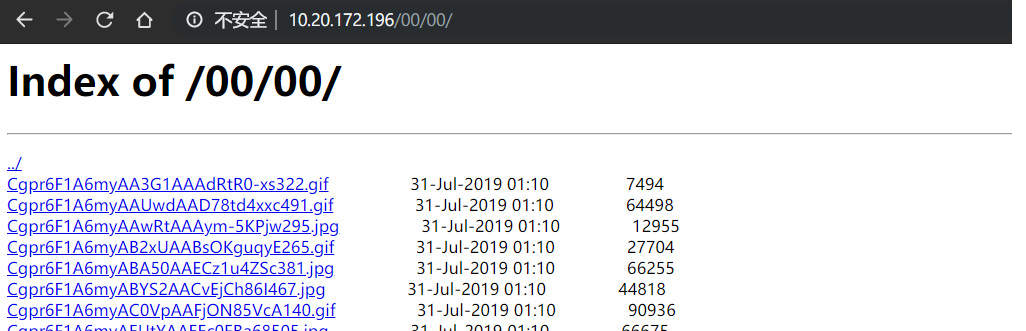 不安全 10.20.172.196/00/00/
Index of /00/00/
../
Cgpr6F1A6myAA3G1AAAdRtR0-xs322.gif 31-Jul-2019 01:10 7494
Cgpr6F1A6myAAUwdAAD78td4xxc491.gif 31-Jul-2019 01:10 64498
Cgpr6F1A6myAAwRtAAAym-5KPjw295.jpg 31-Jul-2019 01:10 12955
Cgpr6F1A6myAB2xUAABsOKguqyE265.gif 31-Jul-2019 01:10 27704
Cgpr6F1A6myABA50AAECz1u4ZSc381.jpg 31-Jul-2019 01:10 66255
Cgpr6F1A6myABYS2AACvEjCh86I467.jpg 31-Jul-2019 01:10 44818
Cgpr6F1A6myAC0VpAAFjON85VcA140.gif 31-Jul-2019 01:10 90936
31-Jul-2019 01:10 66675